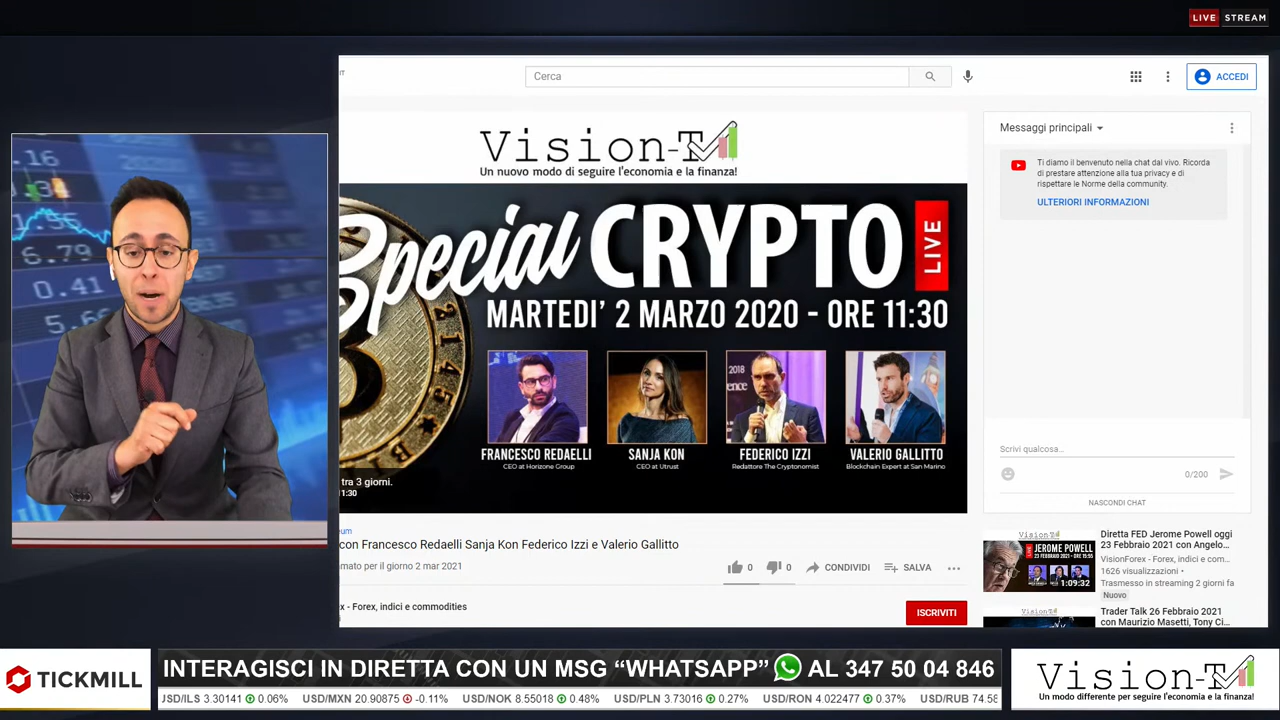 LIVE STREAM
Cerca
ACCEDI
Vision-TV
Un nuovo modo di seguire l'economia e la finanza!
Special CRYPTO LIVE
MARTEDI' 2 MARZO 2020 - ORE 11:30
FRANCESCO REDAELLI
CEO at Horizone Group
SANJA KON
CEO at Utrust
FEDERICO IZZI
Redattore The Cryptonomist
VALERIO GALLITTO
Blockchain Expert at San Marino
2018
tra 3 giorni.
11:30
con Francesco Redaelli Sanja Kon Federico Izzi e Valerio Gallitto
mato per il giorno 2 mar 2021
0
0
CONDIVIDI
SALVA
x - Forex, indici e commodities
ISCRIVITI
Messaggi principali
Ti diamo il benvenuto nella chat dal vivo. Ricorda
di prestare attenzione alla tua privacy e di
rispettare le Norme della community.
ULTERIORI INFORMAZIONI
Scrivi qualcosa...
0/200
NASCONDI CHAT
JEROME POWELL
1:09:32
Diretta FED Jerome Powell oggi
23 Febbraio 2021 con Angelo...
VisionForex - Forex, indici e com...
1626 visualizzazioni •
Trasmesso in streaming 2 giorni fa
Nuovo
Trader Talk 26 Febbraio 2021
con Maurizio Masetti, Tony Ci...
.16
6.79
0.41
TICKMILL
INTERAGISCI IN DIRETTA CON UN MSG “WHATSAPP” AL 347 50 04 846
USD/ILS 3.30141 0.06% USD/MXN 20.90875 -0.11% USD/NOK 8.55018 0.48% USD/PLN 3.73016 0.27% USD/RON 4.022477 0.37% USD/RUB 74.58
Vision-TV
Un modo differente per seguire l'economia e la finanza!